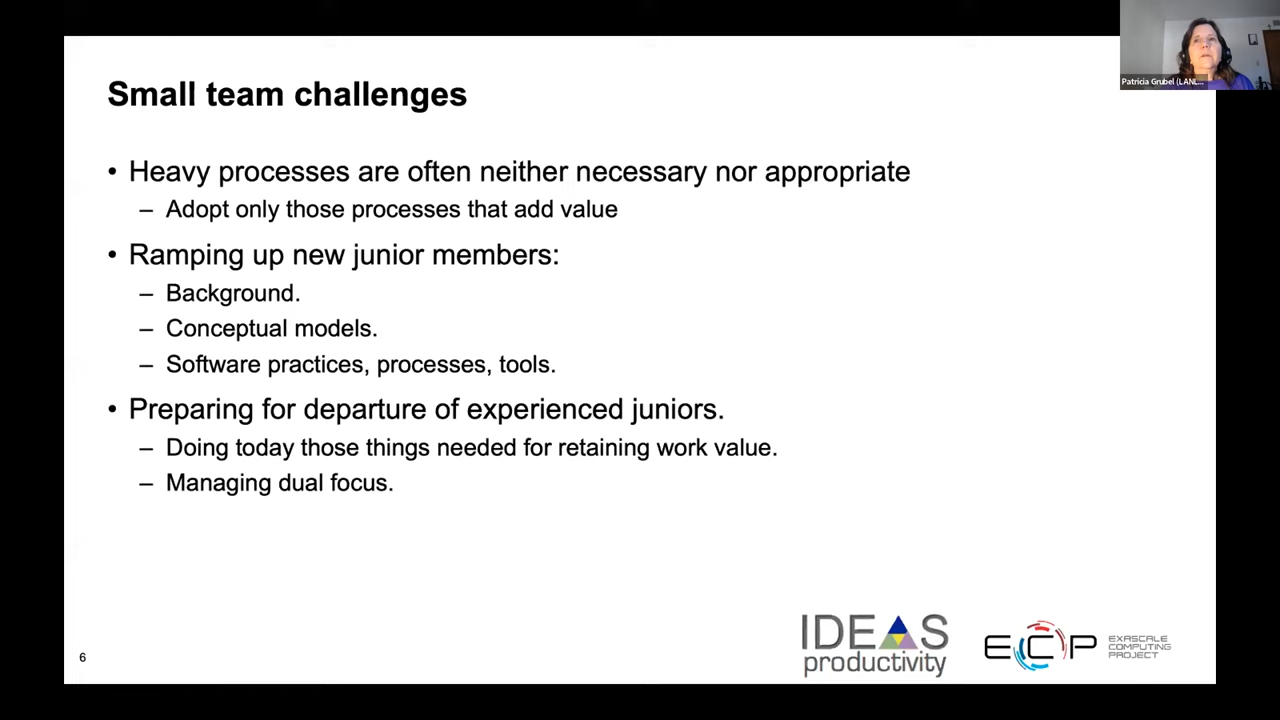 Patricia Grubel (LANL...
Small team challenges
• Heavy processes are often neither necessary nor appropriate
– Adopt only those processes that add value
• Ramping up new junior members:
– Background.
– Conceptual models.
– Software practices, processes, tools.
• Preparing for departure of experienced juniors.
– Doing today those things needed for retaining work value.
– Managing dual focus.
6
IDEAS
productivity
ECP
EXASCALE
COMPUTING
PROJECT